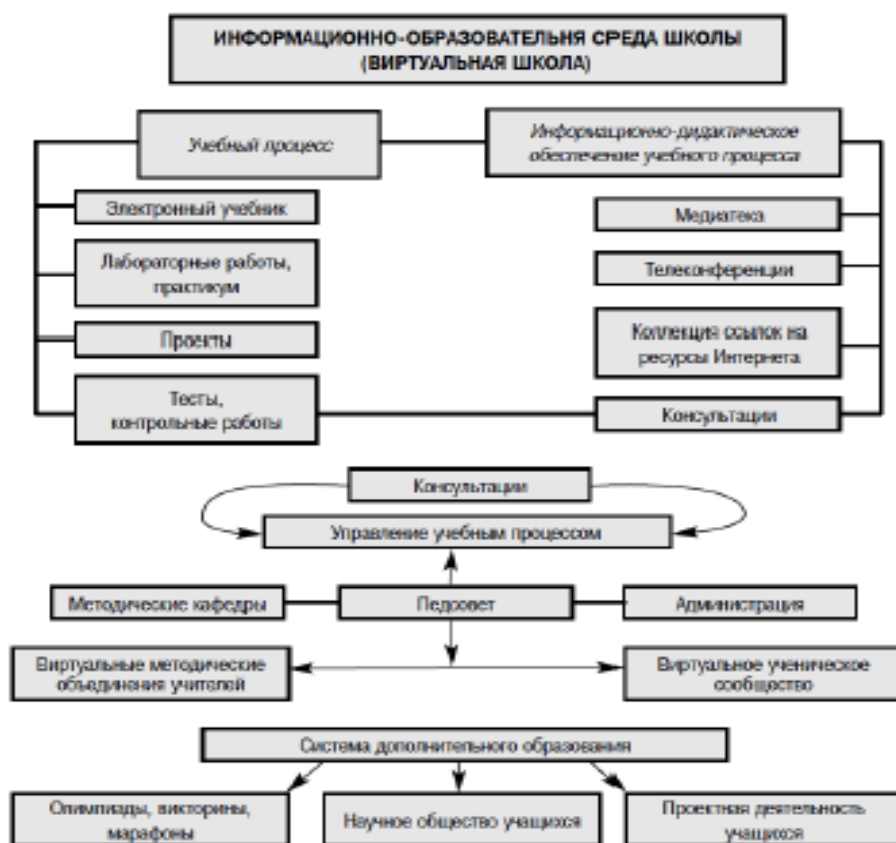 ИНФОРМАЦИОННО-ОБРАЗОВАТЕЛЬНЯ СРЕДА ШКОЛЫ
(ВИРТУАЛЬНАЯ ШКОЛА)
Учебный процесс
Информационно-дидактическое
обеспечение учебного процесса
Электронный учебник
Медиатека
Лабораторные работы,
практикум
Телеконференции
Проекты
Коллекция ссылок на
ресурсы Интернета
Тесты,
контрольные работы
Консультации
Консультации
Управление учебным процессом
Методические кафедры
Педсовет
Администрация
Виртуальные методические
объединения учителей
Виртуальное ученическое
сообщество
Система дополнительного образования
Олимпиады, викторины,
марафоны
Научное общество учащихся
Проектная деятельность
учащихся